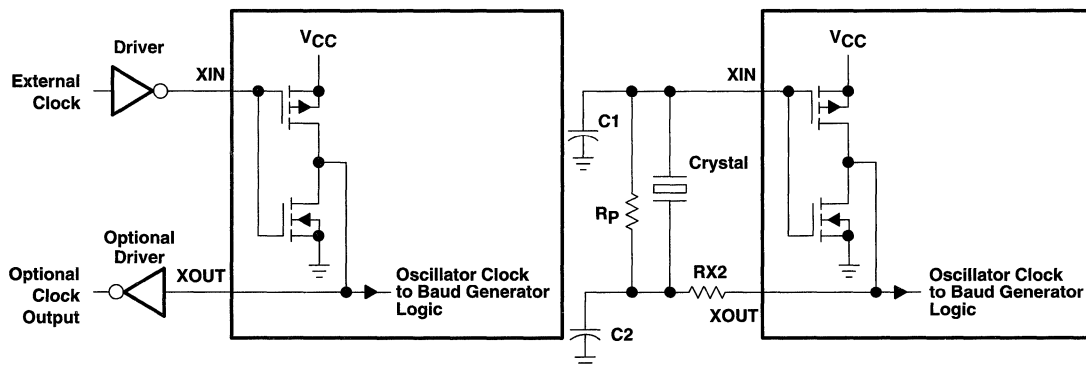 Driver
External
Clock
XIN
VCC
Optional
Driver
Optional
Clock
Output
XOUT
Oscillator Clock
to Baud Generator
Logic
C1
XIN
VCC
Crystal
RP
RX2
XOUT
C2
Oscillator Clock
to Baud Generator
Logic